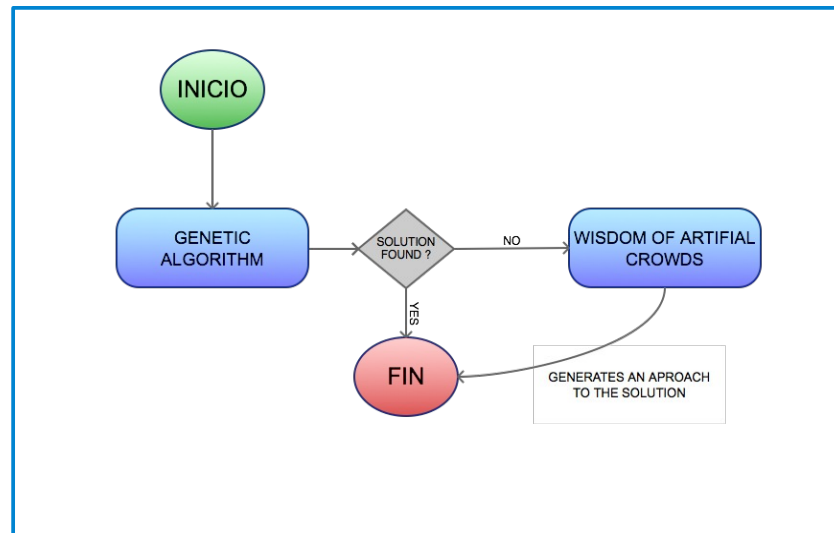 INICIO
GENETIC
ALGORITHM
SOLUTION
FOUND ?
NO
WISDOM OF ARTIFIAL
CROWDS
YES
FIN
GENERATES AN APROACH
TO THE SOLUTION